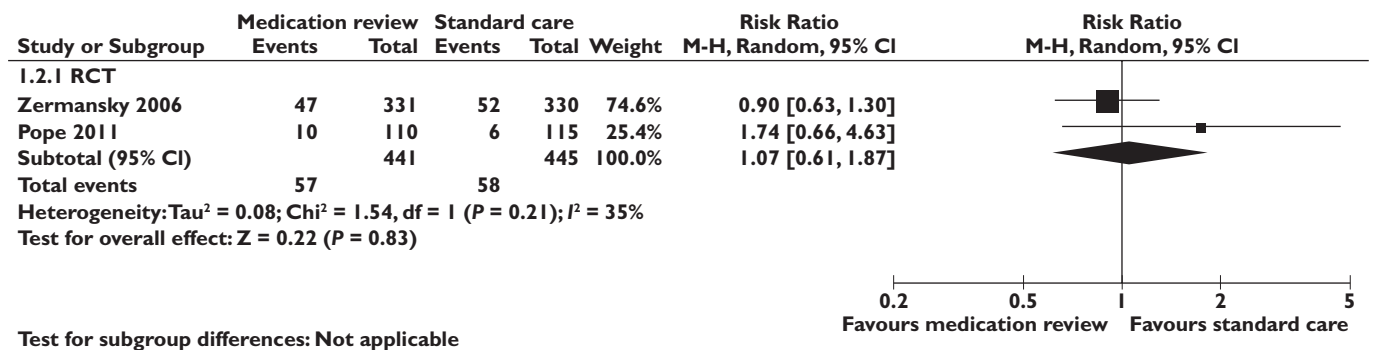 Medication review Standard care Risk Ratio Risk Ratio
Study or Subgroup Events Total Events Total Weight M-H, Random, 95% CI M-H, Random, 95% CI
1.2.1 RCT
Zermansky 2006 47 331 52 330 74.6% 0.90 [0.63, 1.30]
Pope 2011 10 110 6 115 25.4% 1.74 [0.66, 4.63]
Subtotal (95% CI) 441 445 100.0% 1.07 [0.61, 1.87]
Total events 57 58
Heterogeneity: Tau² = 0.08; Chi² = 1.54, df = 1 (P = 0.21); I² = 35%
Test for overall effect: Z = 0.22 (P = 0.83)
0.2 0.5 1 2 5
Favours medication review Favours standard care
Test for subgroup differences: Not applicable